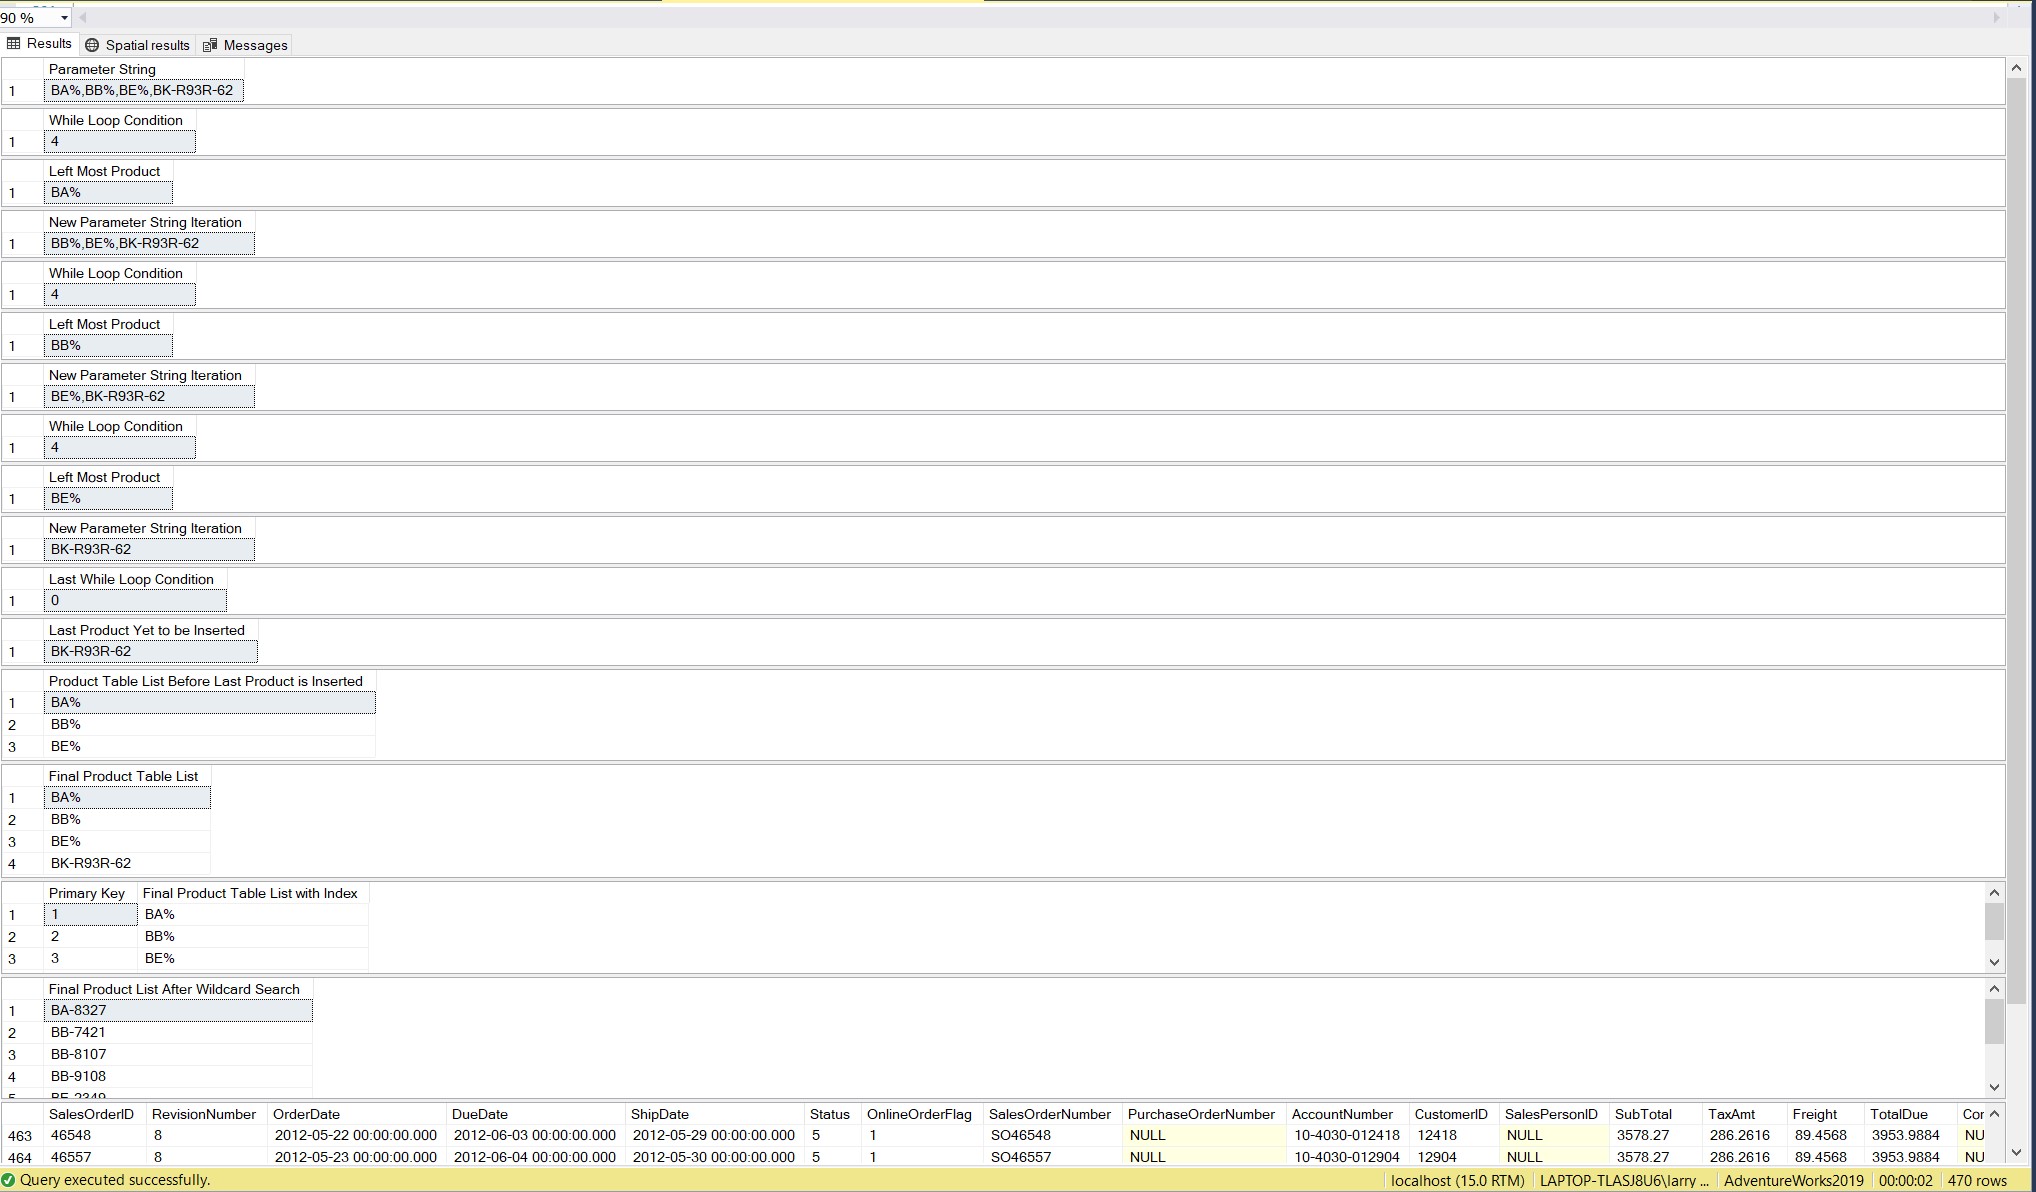 90 %
Results Spatial results Messages
Parameter String
1 BA%,BB%,BE%,BK-R93R-62
While Loop Condition
1 4
Left Most Product
1 BA%
New Parameter String Iteration
1 BB%,BE%,BK-R93R-62
While Loop Condition
1 4
Left Most Product
1 BB%
New Parameter String Iteration
1 BE%,BK-R93R-62
While Loop Condition
1 4
Left Most Product
1 BE%
New Parameter String Iteration
1 BK-R93R-62
Last While Loop Condition
1 0
Last Product Yet to be Inserted
1 BK-R93R-62
Product Table List Before Last Product is Inserted
1 BA%
2 BB%
3 BE%
Final Product Table List
1 BA%
2 BB%
3 BE%
4 BK-R93R-62
Primary Key Final Product Table List with Index
1 1 BA%
2 2 BB%
3 3 BE%
Final Product List After Wildcard Search
1 BA-8327
2 BB-7421
3 BB-8107
4 BB-9108
5 BE-2349
SalesOrderID RevisionNumber OrderDate DueDate ShipDate Status OnlineOrderFlag SalesOrderNumber PurchaseOrderNumber AccountNumber CustomerID SalesPersonID SubTotal TaxAmt Freight TotalDue Cor
463 46548 8 2012-05-22 00:00:00.000 2012-06-03 00:00:00.000 2012-05-29 00:00:00.000 5 1 SO46548 NULL 10-4030-012418 12418 NULL 3578.27 286.2616 89.4568 3953.9884 NU
464 46557 8 2012-05-23 00:00:00.000 2012-06-04 00:00:00.000 2012-05-30 00:00:00.000 5 1 SO46557 NULL 10-4030-012904 12904 NULL 3578.27 286.2616 89.4568 3953.9884 NU
Query executed successfully. localhost (15.0 RTM) LAPTOP-TLASJ8U6\larry ... AdventureWorks2019 00:00:02 470 rows